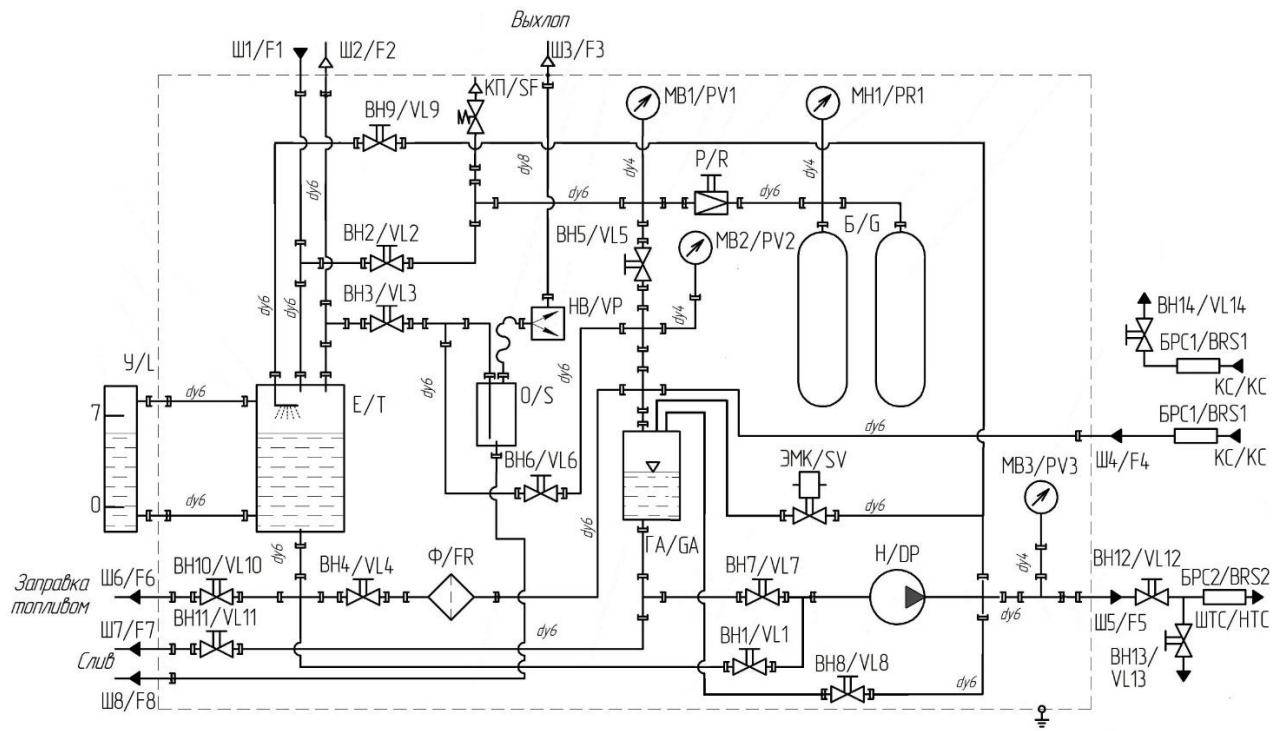 Выхлоп
Ш1/F1
Ш2/F2
Ш3/F3
КП/SF
МВ1/PV1
МН1/PR1
ВН9/VL9
dy8
dy4
dy4
P/R
dy6
dy6
dy6
dy6
Б/G
ВН2/VL2
ВН5/VL5
МВ2/PV2
dy6
dy6
ВН3/VL3
НВ/VP
dy4
ВН14/VL14
БРС1/BRS1
КС/КС
У/L
dy6
dy6
dy6
dy6
7
Е/Т
О/S
dy6
БРС1/BRS1
Ш4/F4
КС/КС
ВН6/VL6
ЭМК/SV
МВ3/PV3
0
dy6
dy6
dy6
dy6
ГА/GA
Заправка
топливом
Ш6/F6
ВН10/VL10
ВН4/VL4
Ф/FR
ВН7/VL7
Н/DP
dy4
ВН12/VL12
БРС2/BRS2
Ш7/F7
ВН11/VL11
dy6
dy6
Ш5/F5
ШТС/НТС
Слив
ВН1/VL1
ВН8/VL8
ВН13/
VL13
Ш8/F8
dy6